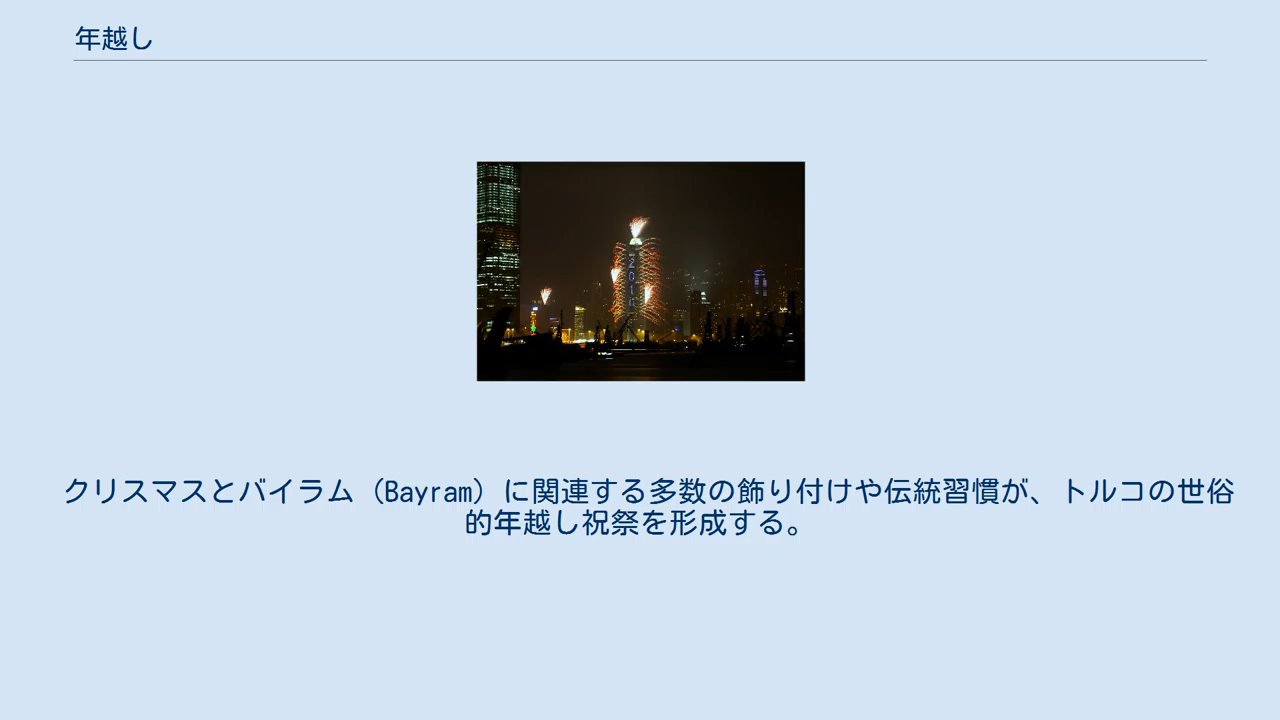 年越し
クリスマスとバイラム（Bayram）に関連する多数の飾り付けや伝統習慣が、トルコの世俗
的年越し祝祭を形成する。